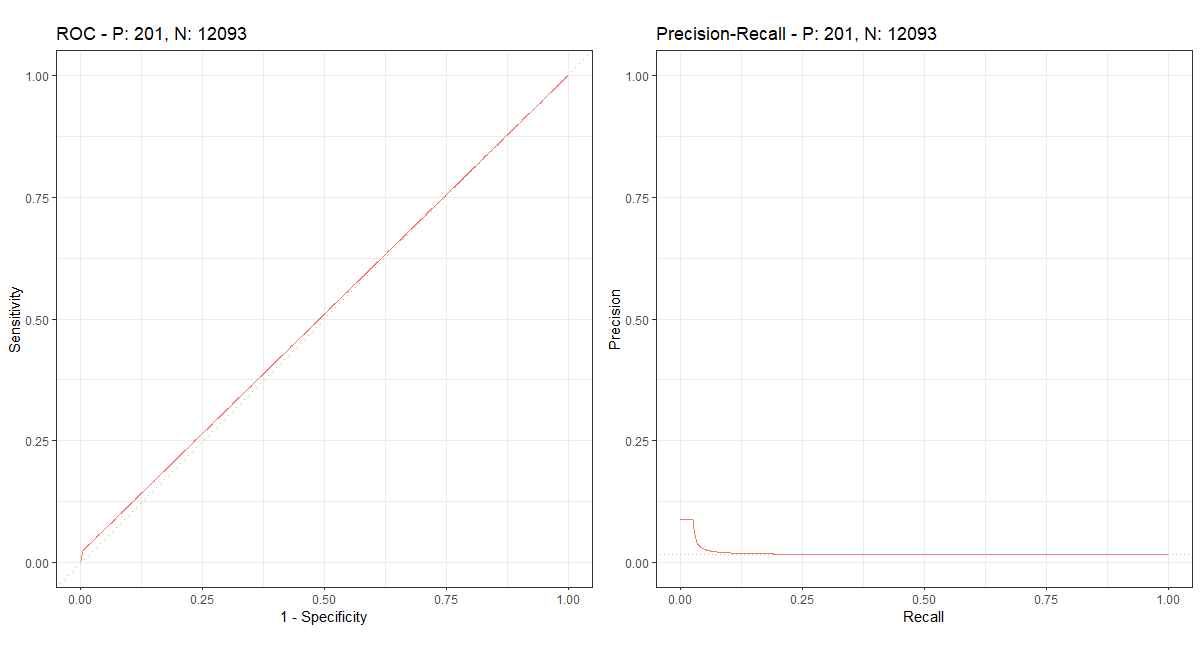 ROC - P: 201, N: 12093
1.00
0.75
0.50
0.25
0.00
Sensitivity
0.00 0.25 0.50 0.75 1.00
1 - Specificity
Precision-Recall - P: 201, N: 12093
1.00
0.75
0.50
0.25
0.00
Precision
0.00 0.25 0.50 0.75 1.00
Recall